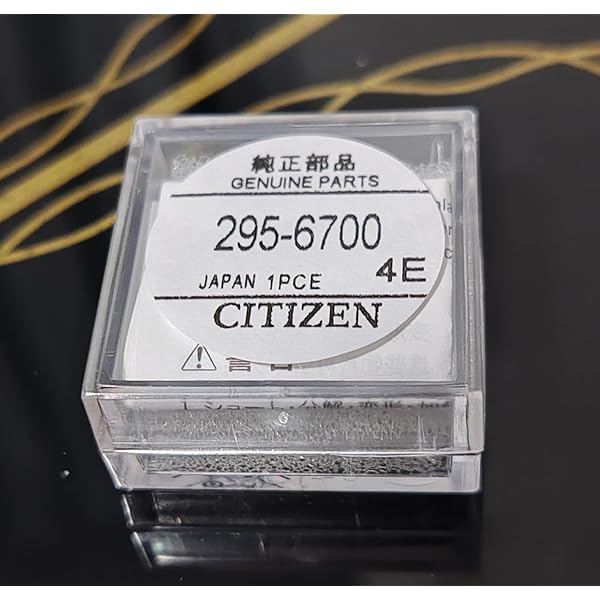 純正部品
GENUINE PARTS
295-6700
4E
JAPAN 1PCE
CITIZEN